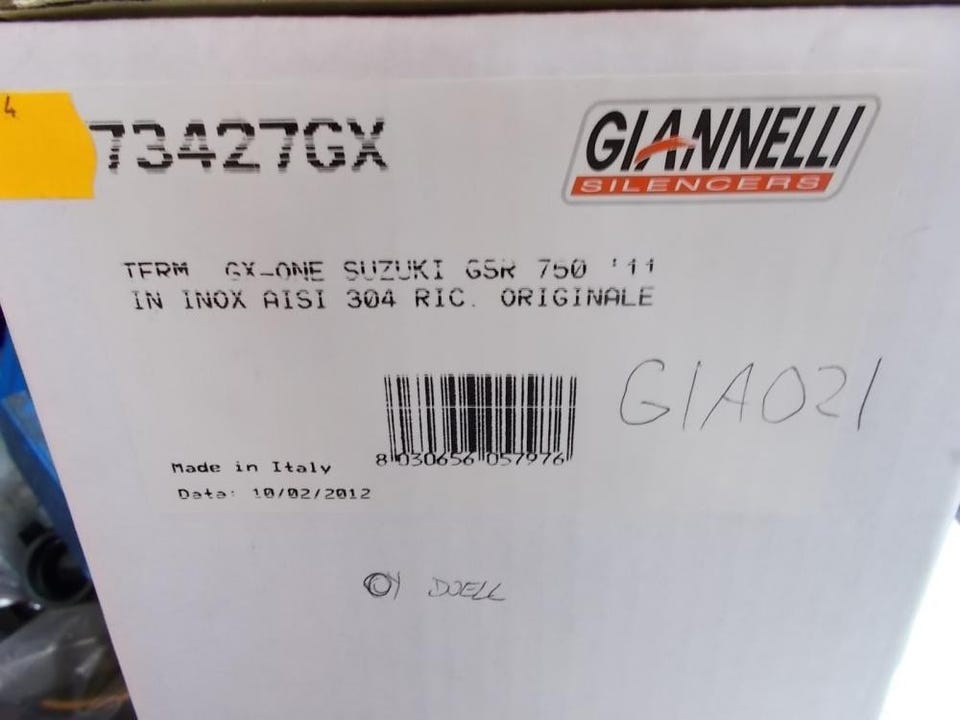 4
73427GX
GIANNELLI
SILENCERS
TERM GX-ONE SUZUKI GSR 750 '11
IN INOX AISI 304 RIC. ORIGINALE
GIA021
8 030656 057976
Made in Italy
Data: 10/02/2012